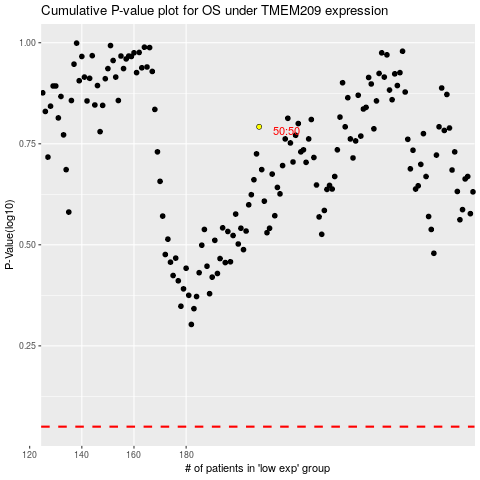 Cumulative P-value plot for OS under TMEM209 expression
P-Value(log10)
1.00
0.75
0.50
0.25
50:50
120 140 160 180
# of patients in 'low exp' group